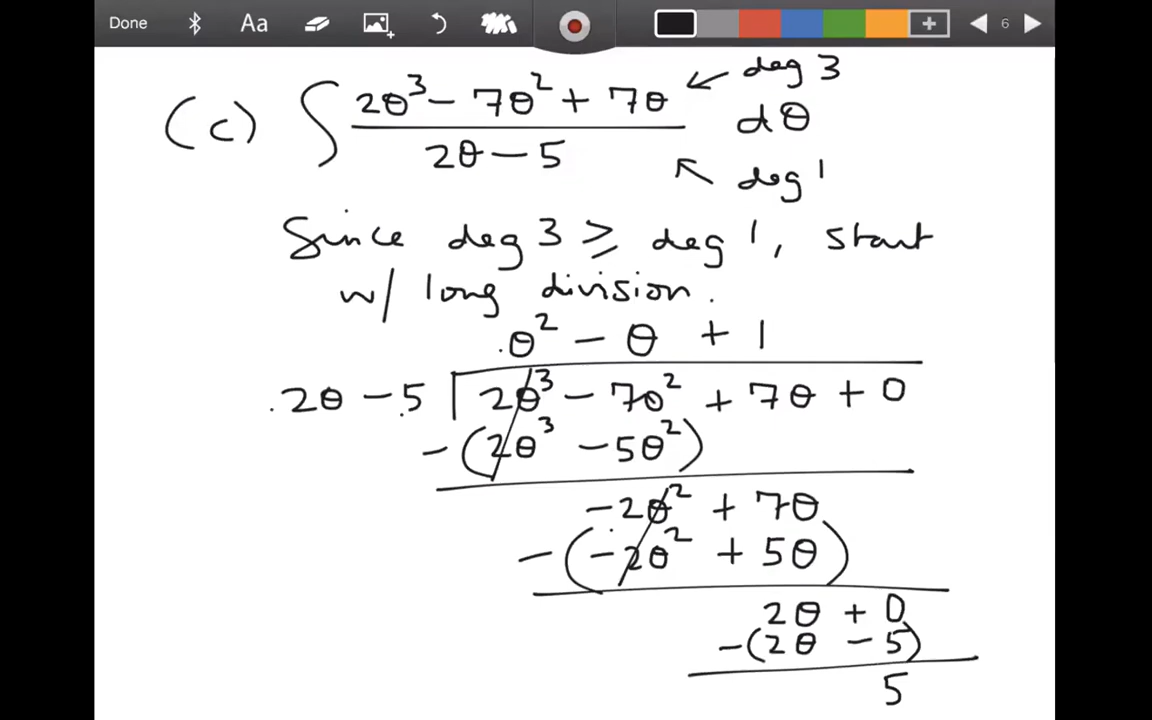 Done Aa 6
deg 3
(c) ∫ (2θ³ − 7θ² + 7θ)/(2θ − 5) dθ
deg 1
Since deg 3 ≥ deg 1, start
w/ long division.
θ² − θ + 1
2θ − 5 | 2θ³ − 7θ² + 7θ + 0
−(2θ³ − 5θ²)
−2θ² + 7θ
−(−2θ² + 5θ)
2θ + 0
−(2θ − 5)
5